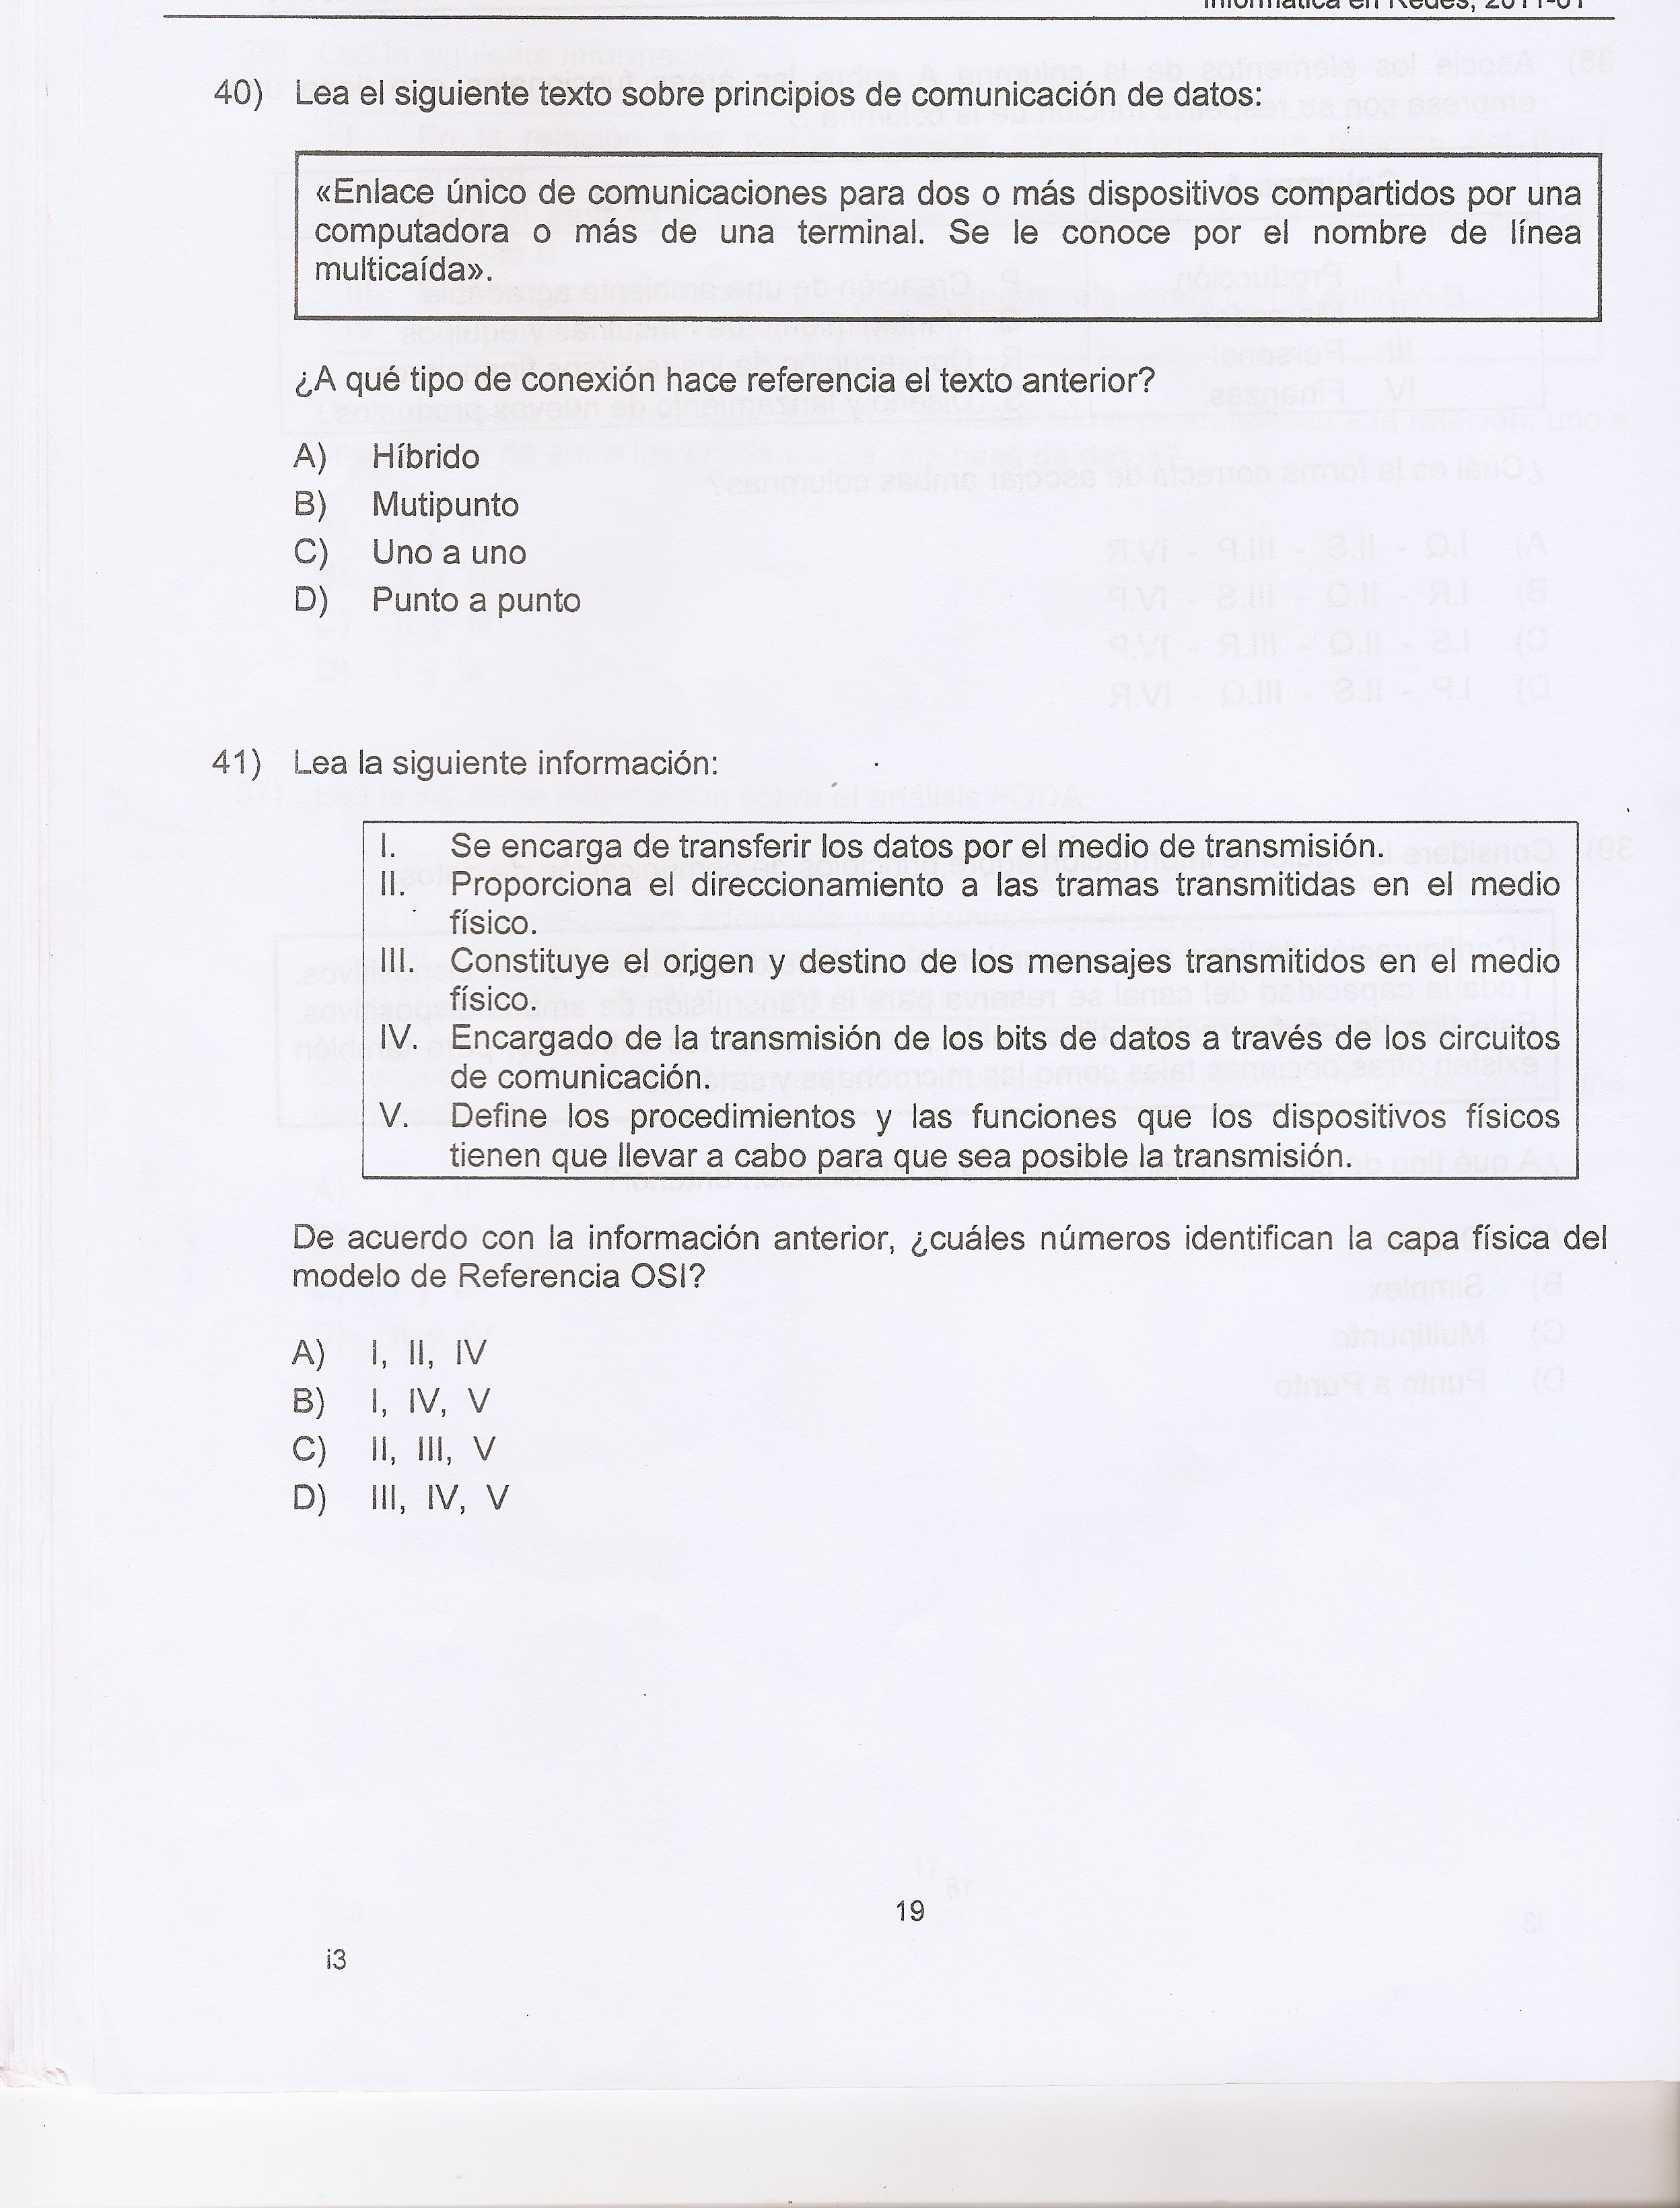 Informática en Redes, 2011-01
40) Lea el siguiente texto sobre principios de comunicación de datos:
«Enlace único de comunicaciones para dos o más dispositivos compartidos por una
computadora o más de una terminal. Se le conoce por el nombre de línea
multicaída».
¿A qué tipo de conexión hace referencia el texto anterior?
A) Híbrido
B) Mutipunto
C) Uno a uno
D) Punto a punto
41) Lea la siguiente información:
I. Se encarga de transferir los datos por el medio de transmisión.
II. Proporciona el direccionamiento a las tramas transmitidas en el medio
físico.
III. Constituye el origen y destino de los mensajes transmitidos en el medio
físico.
IV. Encargado de la transmisión de los bits de datos a través de los circuitos
de comunicación.
V. Define los procedimientos y las funciones que los dispositivos físicos
tienen que llevar a cabo para que sea posible la transmisión.
De acuerdo con la información anterior, ¿cuáles números identifican la capa física del
modelo de Referencia OSI?
A) I, II, IV
B) I, IV, V
C) II, III, V
D) III, IV, V
19
i3